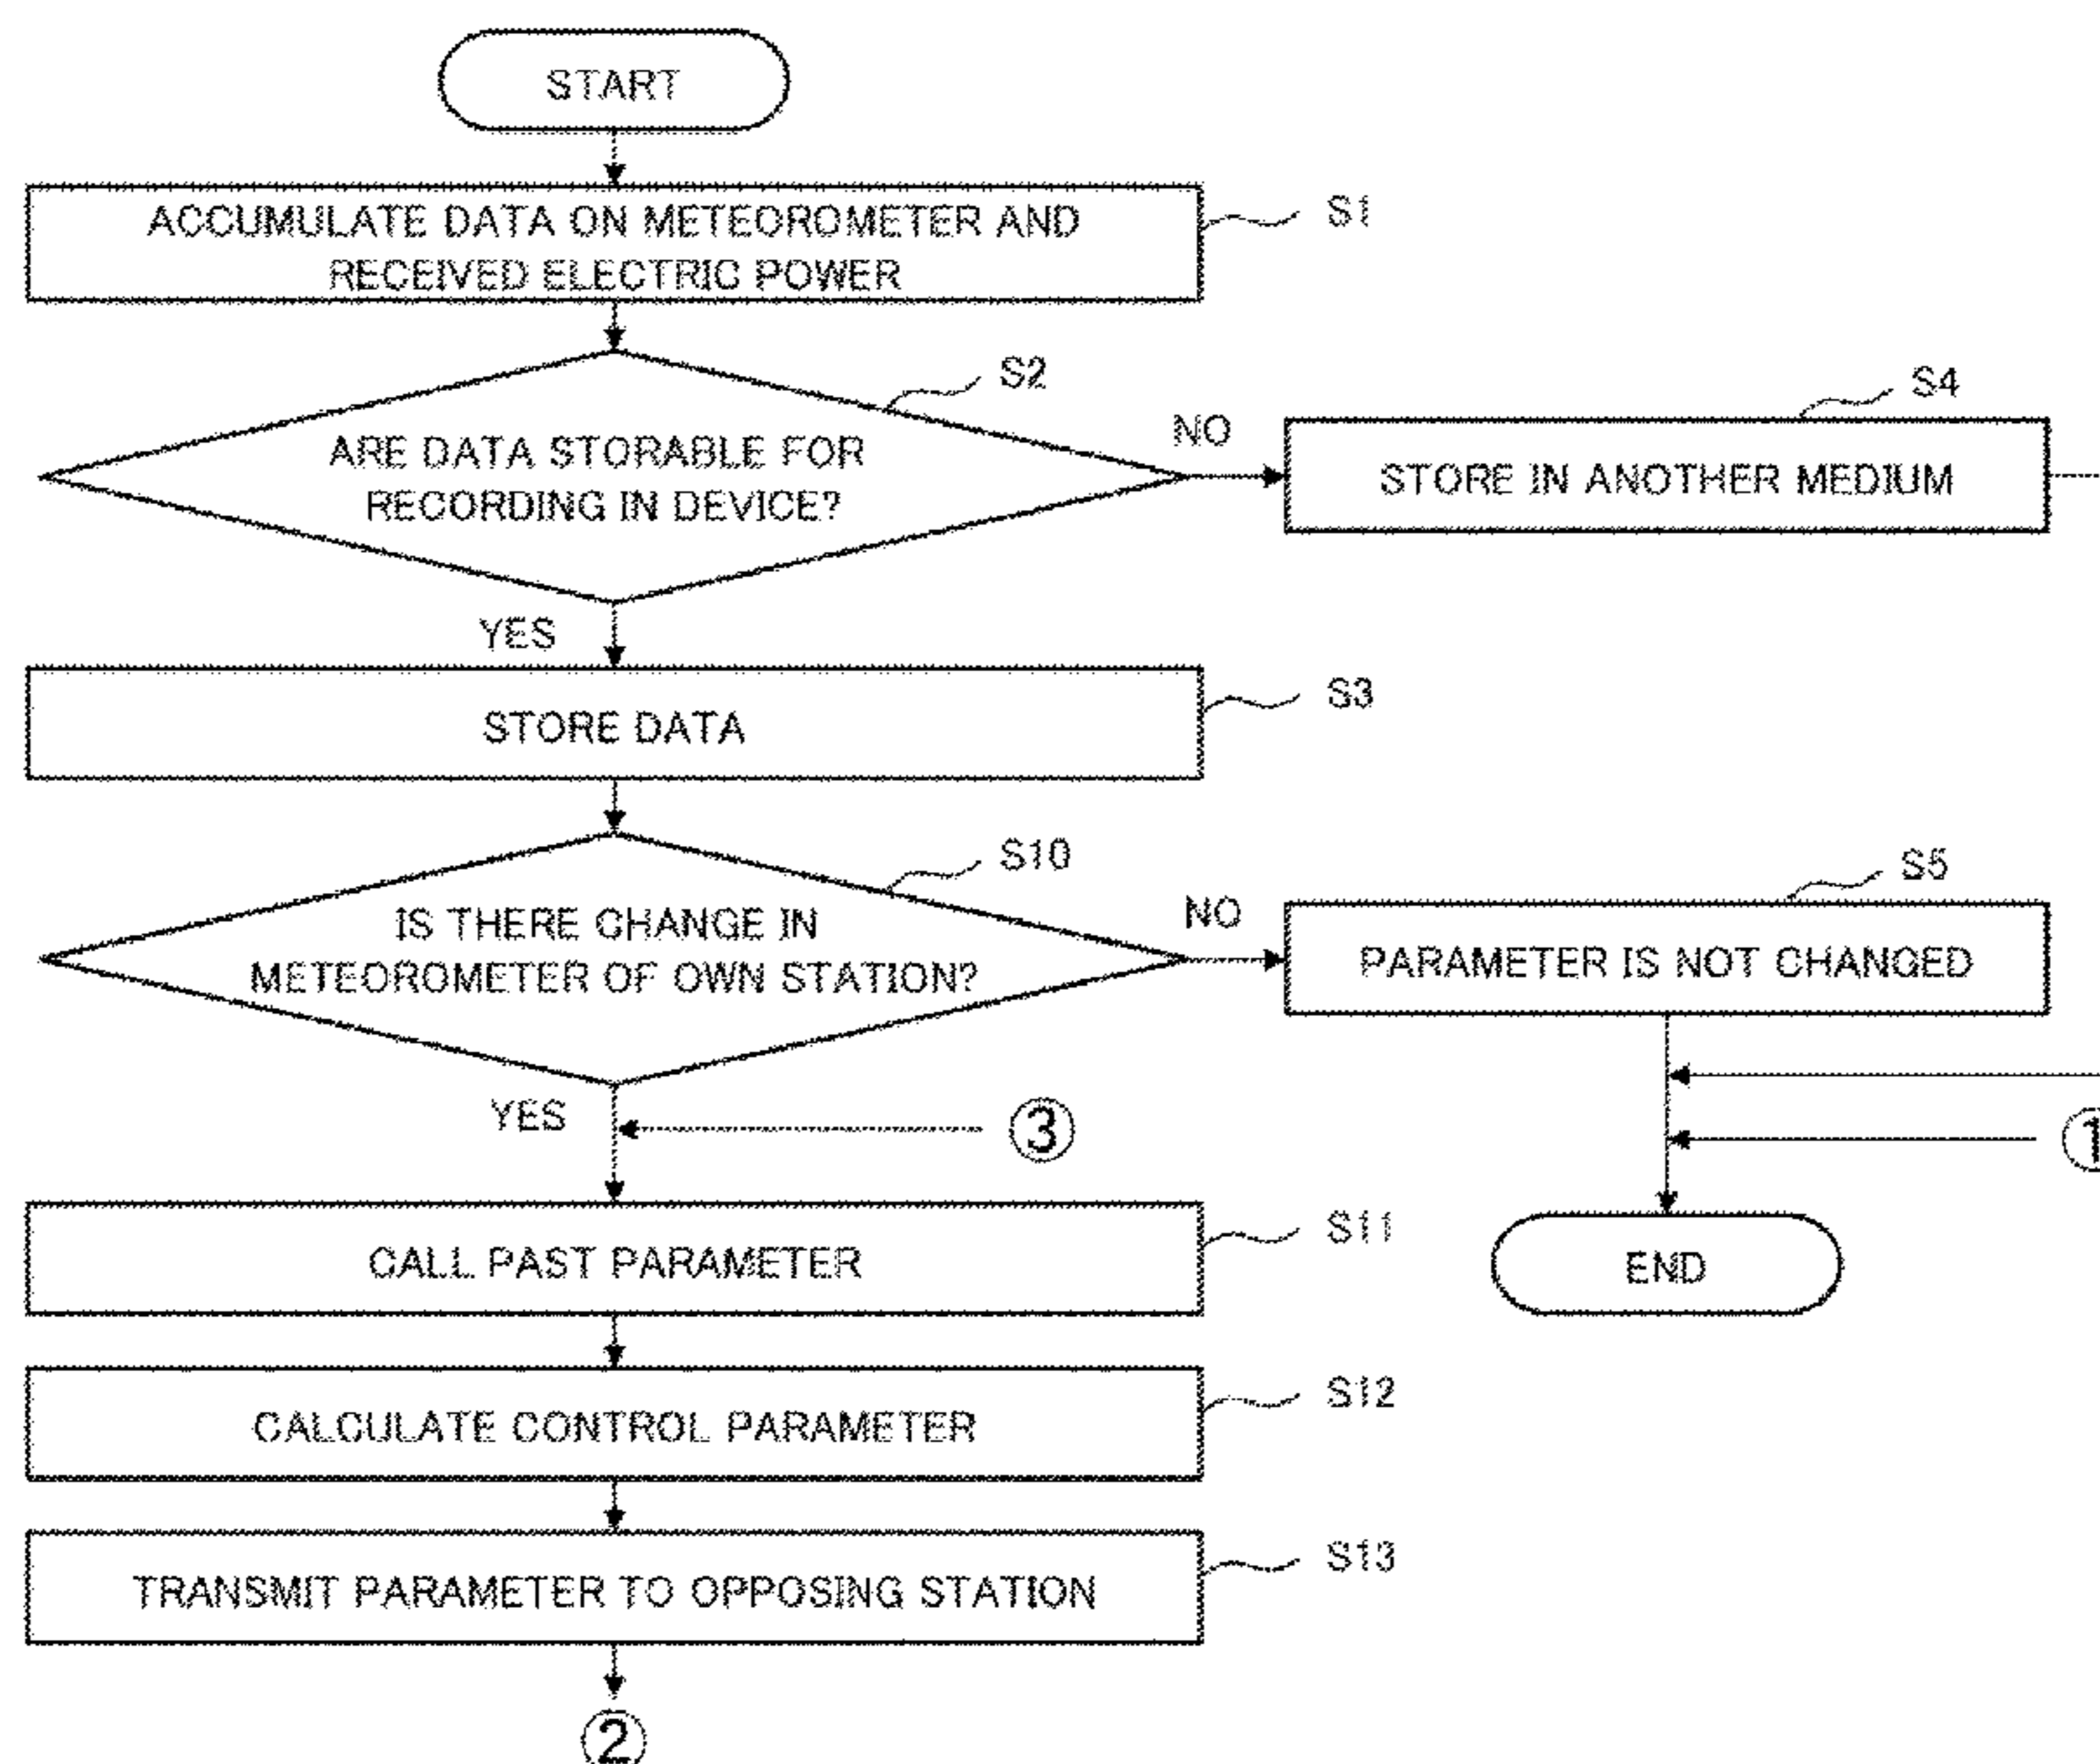 START
ACCUMULATE DATA ON METEOROMETER AND
RECEIVED ELECTRIC POWER
S1
S2
ARE DATA STORABLE FOR
RECORDING IN DEVICE?
NO
S4
STORE IN ANOTHER MEDIUM
YES
STORE DATA
S3
S10
IS THERE CHANGE IN
METEOROMETER OF OWN STATION?
NO
S5
PARAMETER IS NOT CHANGED
YES
③
①
CALL PAST PARAMETER
S11
END
CALCULATE CONTROL PARAMETER
S12
TRANSMIT PARAMETER TO OPPOSING STATION
S13
②